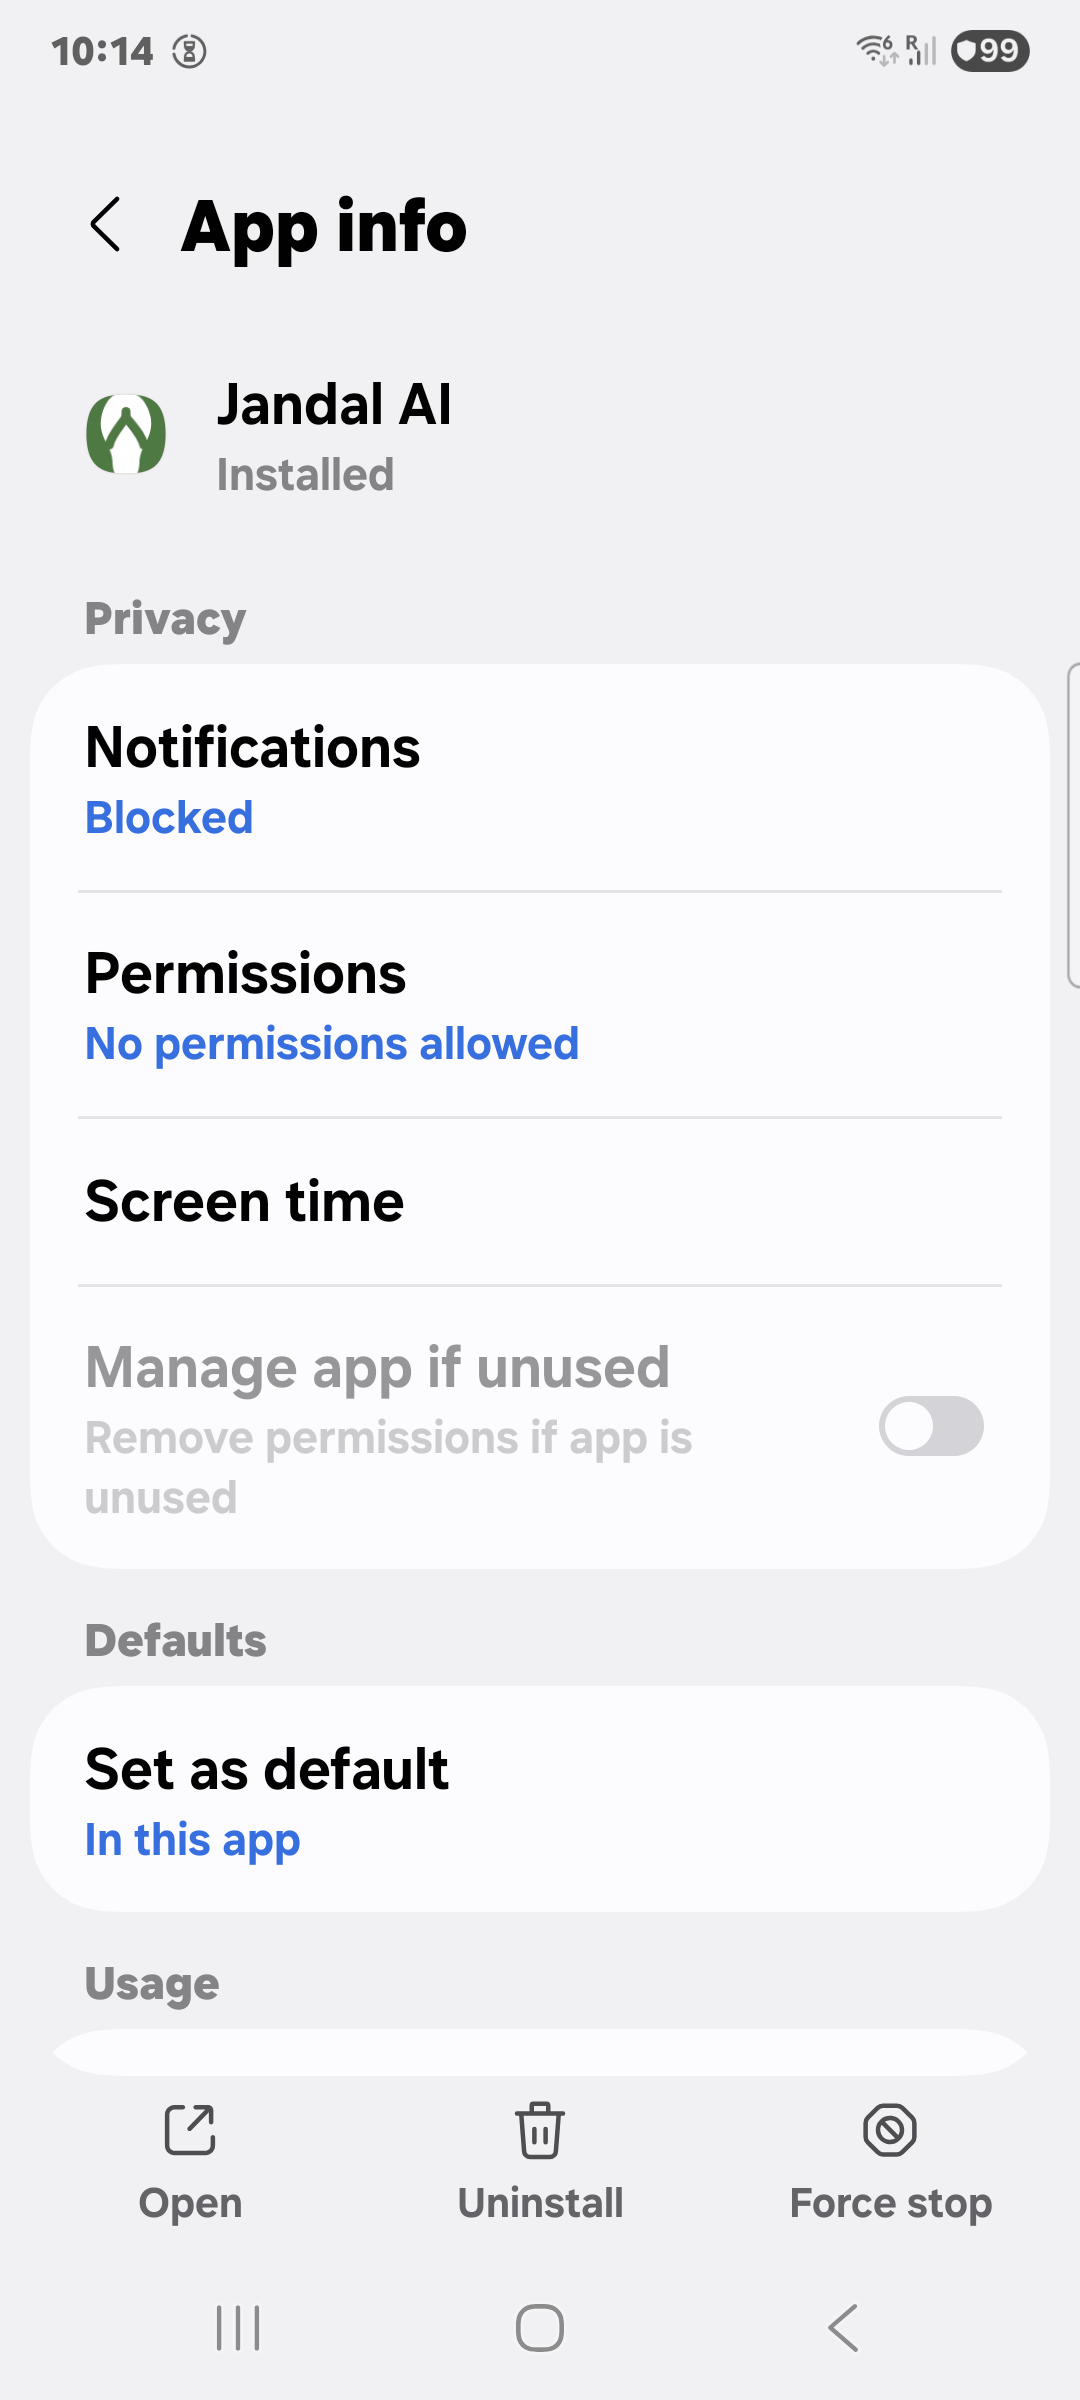 10:14
6 R 99
App info
Jandal AI
Installed
Privacy
Notifications
Blocked
Permissions
No permissions allowed
Screen time
Manage app if unused
Remove permissions if app is
unused
Defaults
Set as default
In this app
Usage
Open Uninstall Force stop